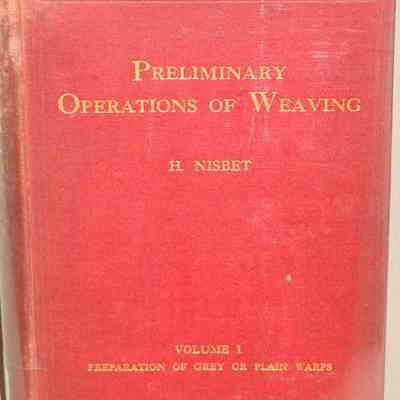 PRELIMINARY
OPERATIONS OF WEAVING
H. NISBET
VOLUME I
PREPARATION OF GREY OR PLAIN WARPS